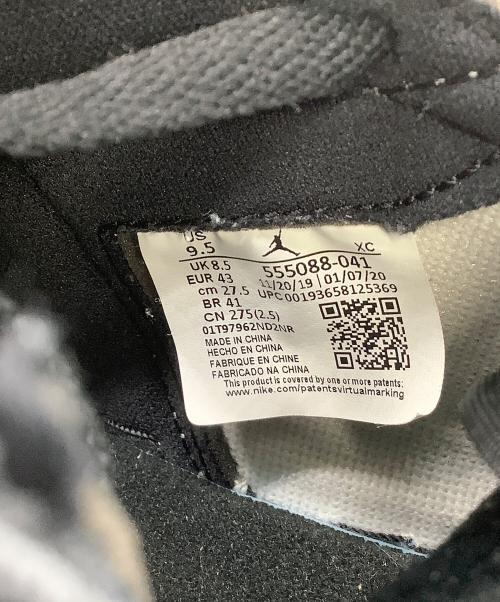 US
9.5
XC
UK 8.5
555088-041
EUR 43
11/20/19 | 01/07/20
cm 27.5
UPC 00193658125369
BR 41
CN 275(2.5)
01T97962ND2NR
MADE IN CHINA
HECHO EN CHINA
FABRIQUE EN CHINE
FABRICADO NA CHINA
This product is covered by one or more patents:
www.nike.com/patentsvirtualmarking